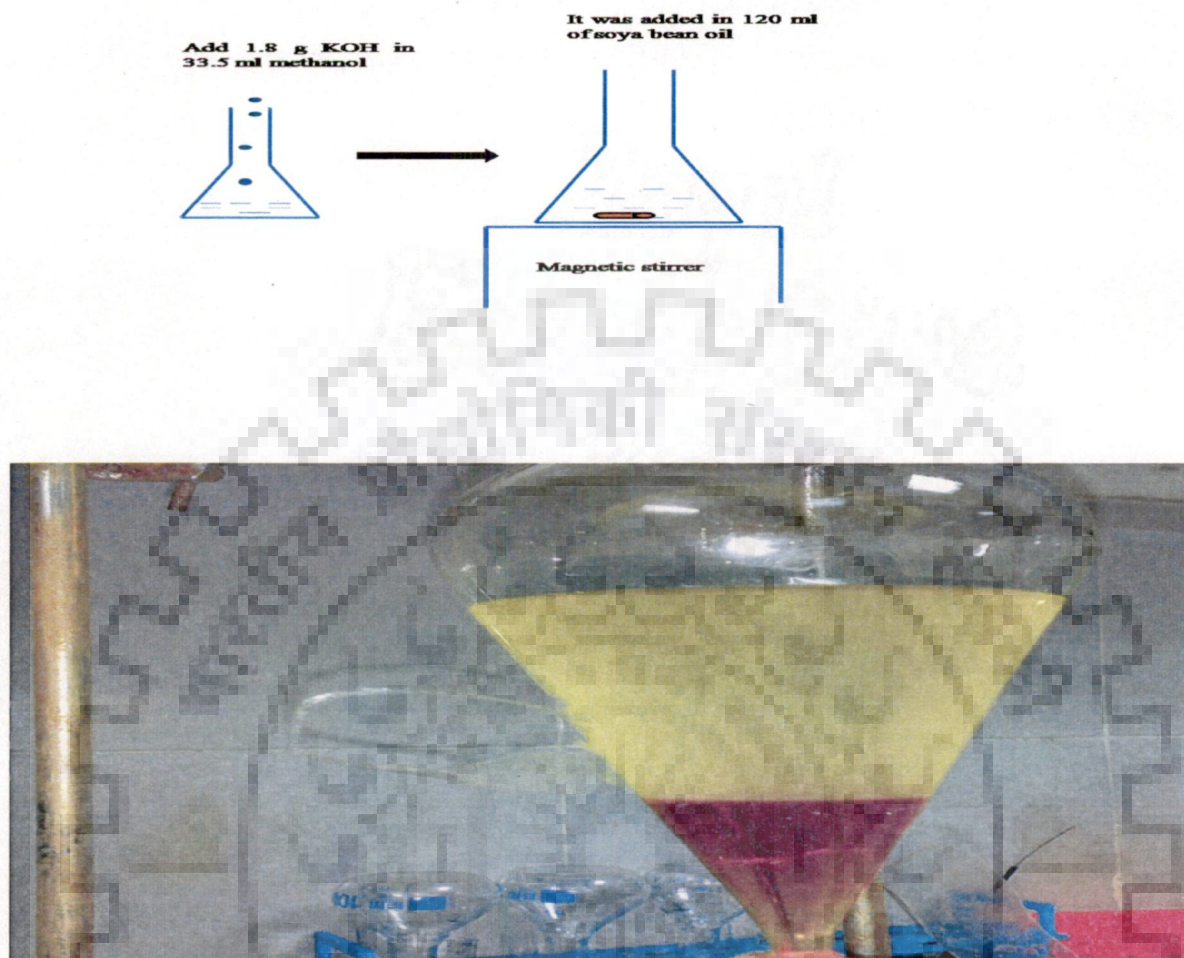 It was added in 120 ml
of soya bean oil
Add 1.8 g KOH in
33.5 ml methanol
Magnetic stirrer